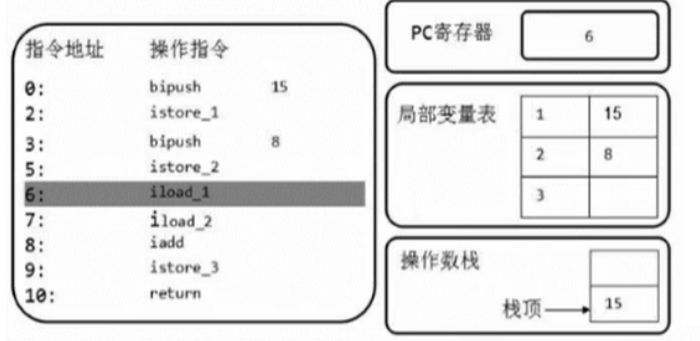 指令地址 操作指令
0: bipush 15
2: istore_1
3: bipush 8
5: istore_2
6: iload_1
7: iload_2
8: iadd
9: istore_3
10: return
PC寄存器 6
局部变量表
1 15
2 8
3
操作数栈
栈顶 15